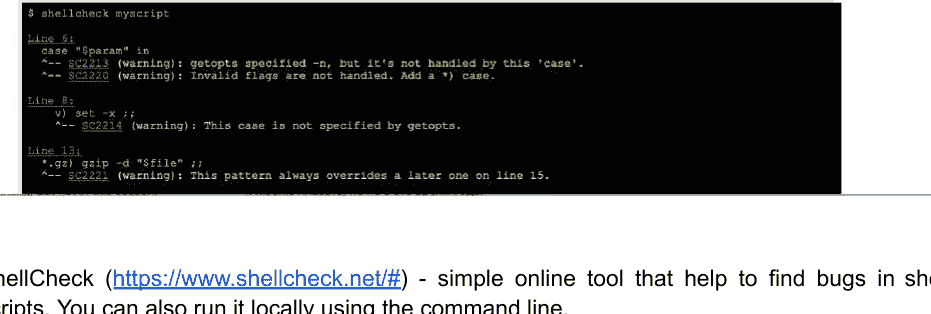 $ shellcheck myscript
Line 6:
case "$param" in
^-- SC2213 (warning): getopts specified -n, but it's not handled by this 'case'.
^-- SC2220 (warning): Invalid flags are not handled. Add a *) case.
Line 8:
v) set -x ;;
^-- SC2214 (warning): This case is not specified by getopts.
Line 13:
*.gz) gzip -d "$file" ;;
^-- SC2221 (warning): This pattern always overrides a later one on line 15.
hellCheck (https://www.shellcheck.net/#) - simple online tool that help to find bugs in she
cripts. You can also run it locally using the command line.